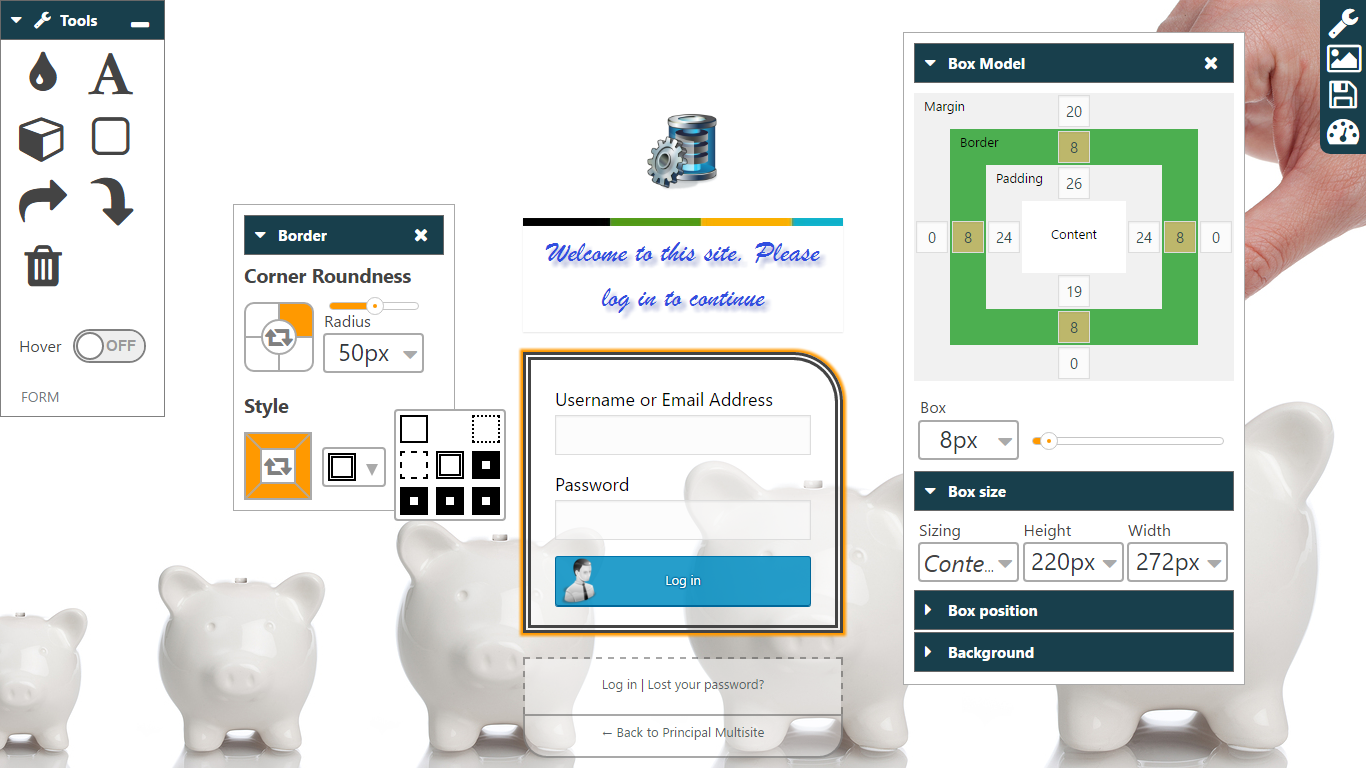 Tools
A
Hover
OFF
FORM
Border
Corner Roundness
Radius
50px
Style
Welcome to this site. Please
log in to continue
Username or Email Address
Password
Log in
Log in | Lost your password?
← Back to Principal Multisite
Box Model
Margin
20
Border
8
Padding
26
0
8
24
Content
24
8
0
19
8
0
Box
8px
Box size
Sizing
Height
Width
Conte...
220px
272px
Box position
Background